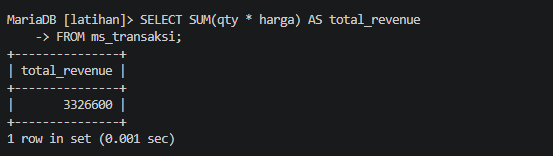 MariaDB [latihan]> SELECT SUM(qty * harga) AS total_revenue
    -> FROM ms_transaksi;
+---------------+
| total_revenue |
+---------------+
|       3326600 |
+---------------+
1 row in set (0.001 sec)